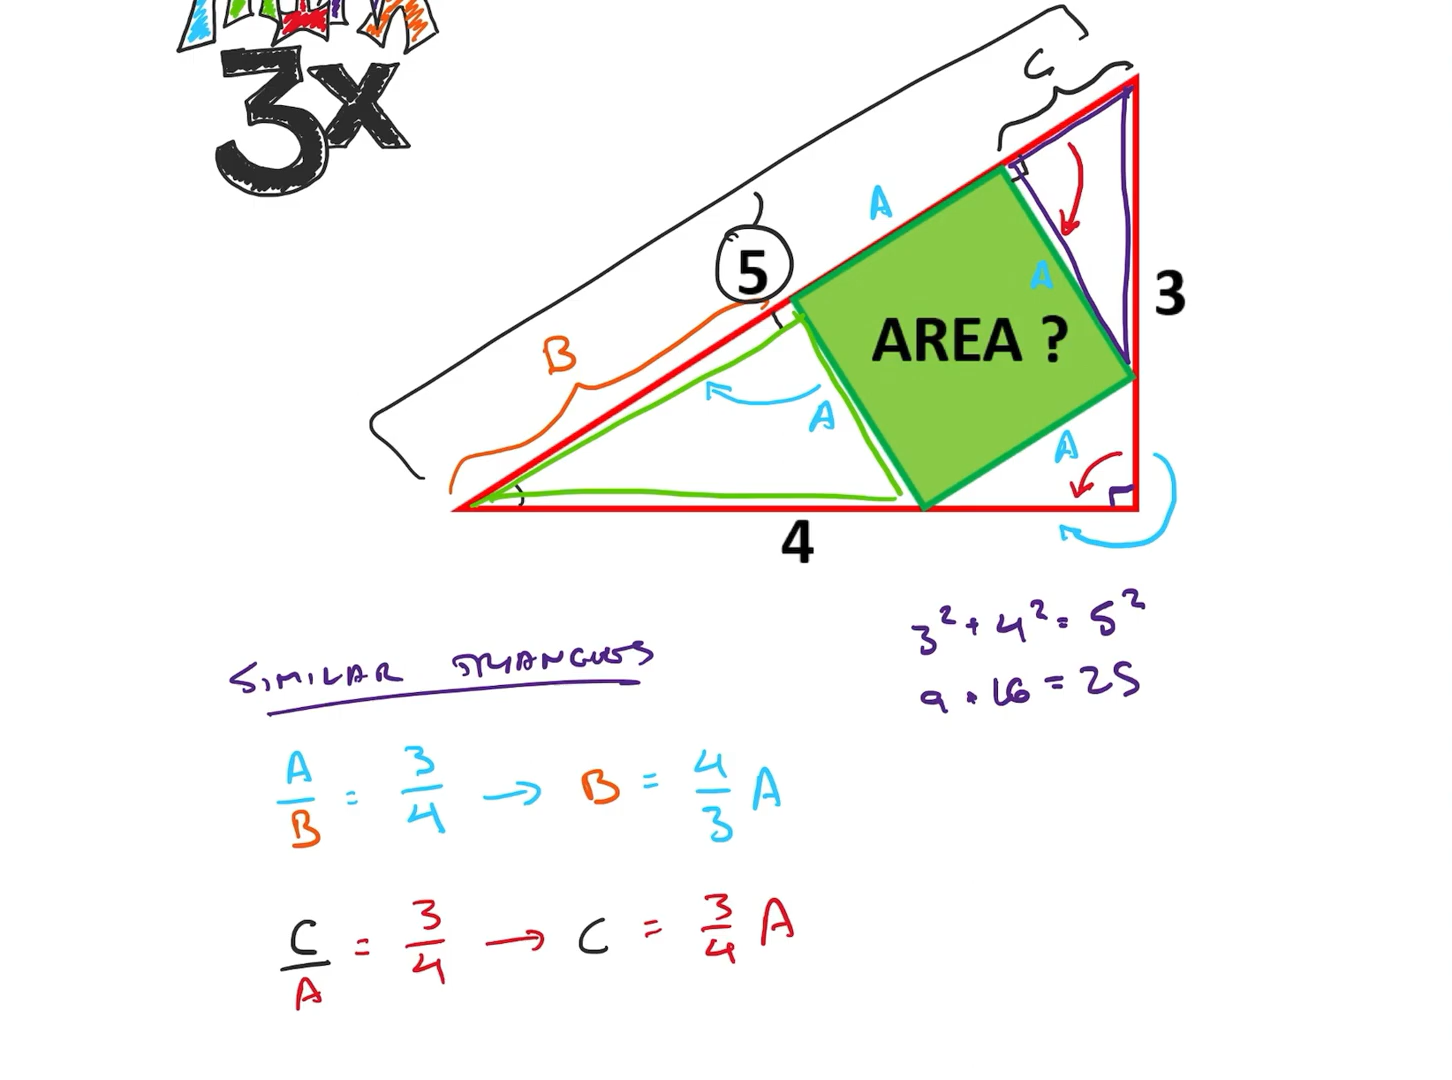 3x
C
A
5
3
A
AREA ?
B
A
A
4
3² + 4² = 5²
SIMILAR TRIANGLES
9 + 16 = 25
A/B = 3/4 → B = 4/3 A
C/A = 3/4 → C = 3/4 A